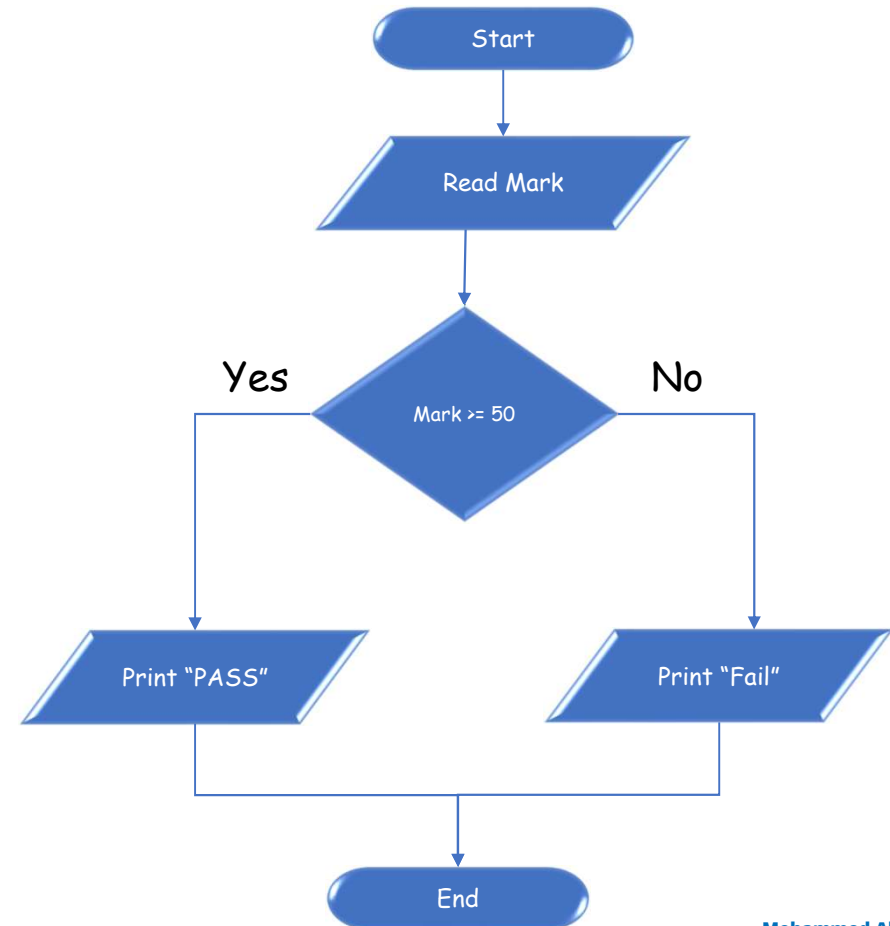 Start
Read Mark
Yes
No
Mark >= 50
Print “PASS”
Print “Fail”
End